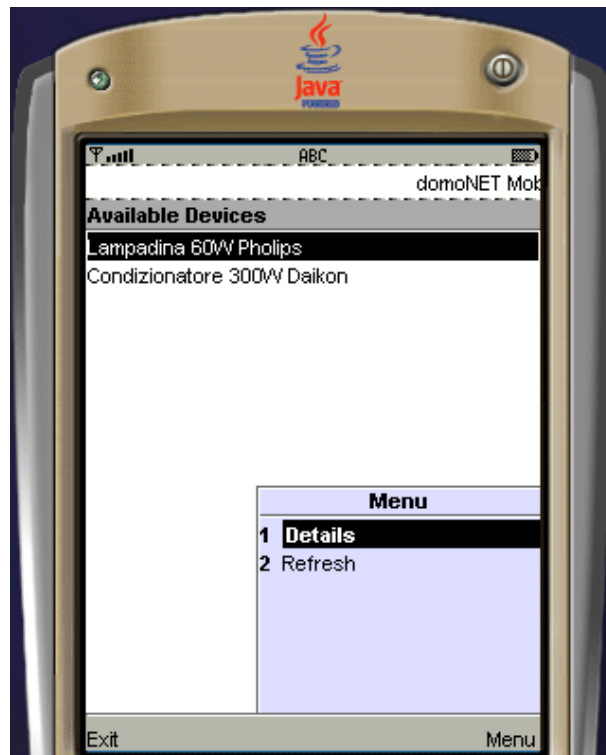 Java
POWERED
ABC
domoNET Mob
Available Devices
Lampadina 60W Pholips
Condizionatore 300W Daikon
Menu
1 Details
2 Refresh
Exit
Menu